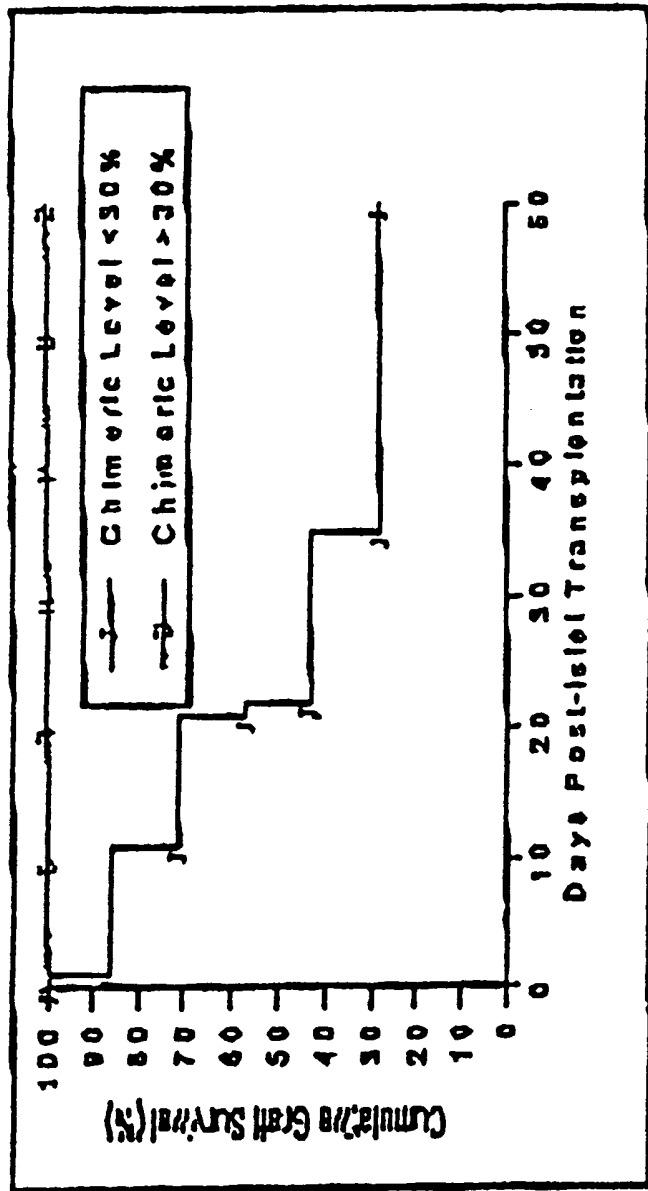 Cumulative Graft Survival (%)
100
90
80
70
60
50
40
30
20
10
0
Chimeric Level <30%
Chimeric Level >30%
0 10 20 30 40 50 60
Days Post-Islet Transplantation